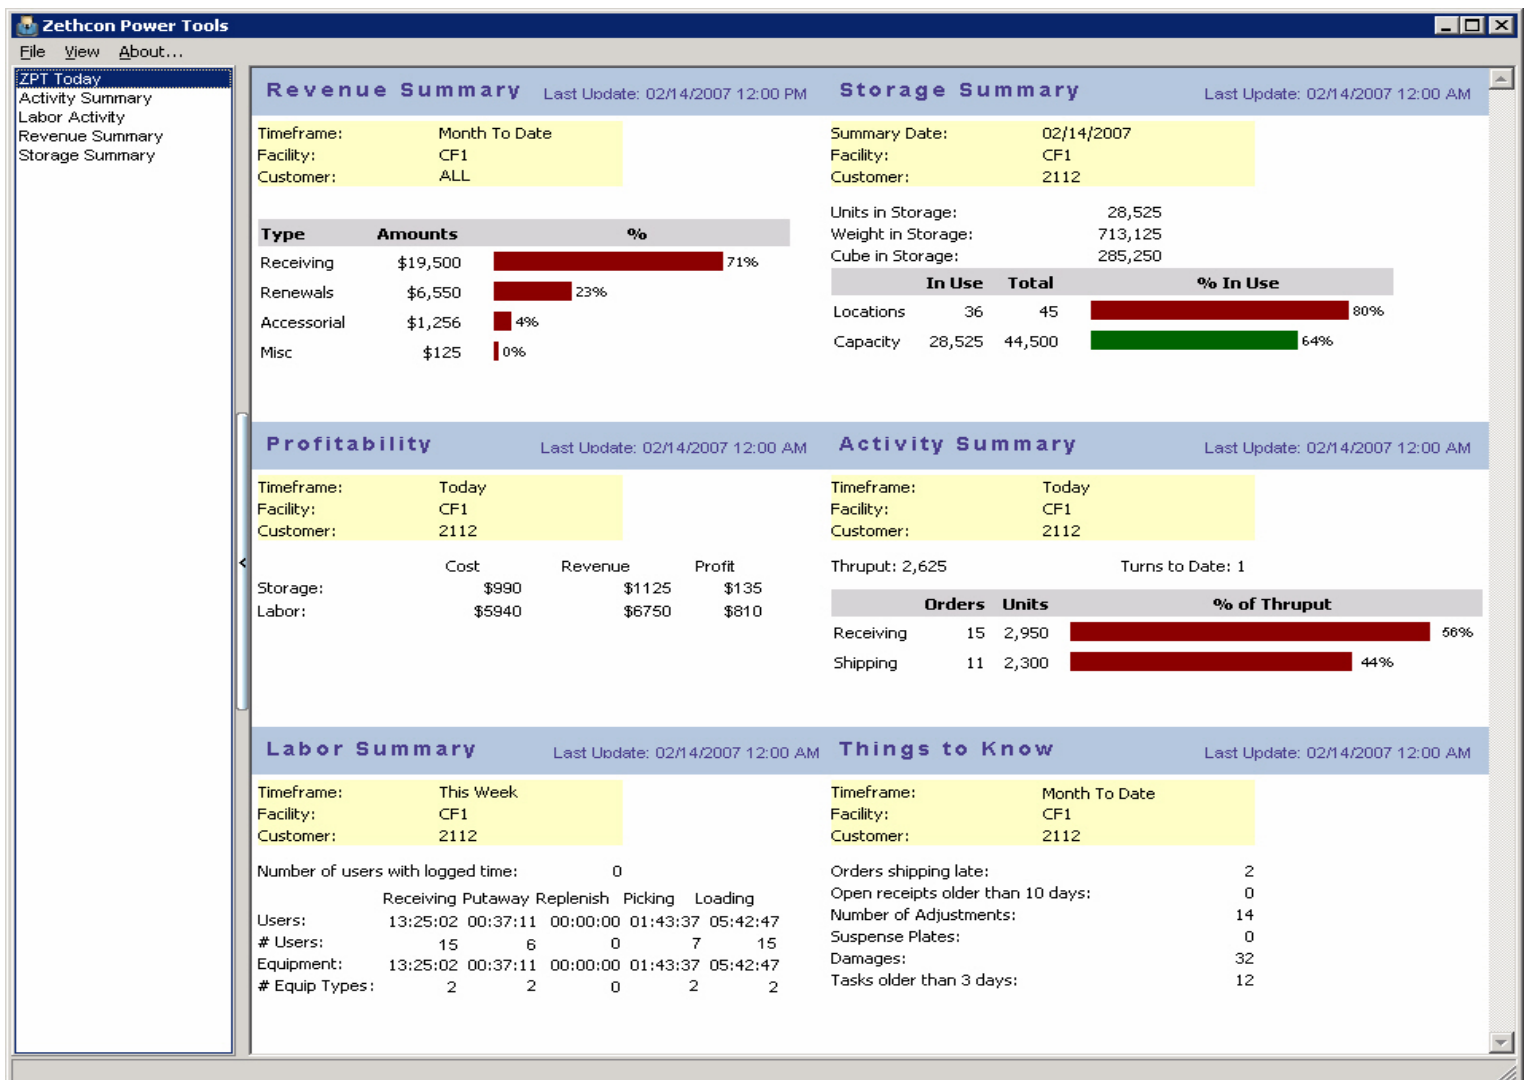 Zethcon Power Tools
File View About...
ZPT Today
Activity Summary
Labor Activity
Revenue Summary
Storage Summary
Revenue Summary Last Update: 02/14/2007 12:00 PM
Timeframe: Month To Date
Facility: CF1
Customer: ALL
Type Amounts %
Receiving $19,500 71%
Renewals $6,550 23%
Accessorial $1,256 4%
Misc $125 0%
Storage Summary Last Update: 02/14/2007 12:00 AM
Summary Date: 02/14/2007
Facility: CF1
Customer: 2112
Units in Storage: 28,525
Weight in Storage: 713,125
Cube in Storage: 285,250
In Use Total % In Use
Locations 36 45 80%
Capacity 28,525 44,500 64%
Profitability Last Update: 02/14/2007 12:00 AM
Timeframe: Today
Facility: CF1
Customer: 2112
Cost Revenue Profit
Storage: $990 $1125 $135
Labor: $5940 $6750 $810
Activity Summary Last Update: 02/14/2007 12:00 AM
Timeframe: Today
Facility: CF1
Customer: 2112
Thruput: 2,625 Turns to Date: 1
Orders Units % of Thruput
Receiving 15 2,950 56%
Shipping 11 2,300 44%
Labor Summary Last Update: 02/14/2007 12:00 AM
Timeframe: This Week
Facility: CF1
Customer: 2112
Number of users with logged time: 0
Receiving Putaway Replenish Picking Loading
Users: 13:25:02 00:37:11 00:00:00 01:43:37 05:42:47
# Users: 15 6 0 7 15
Equipment: 13:25:02 00:37:11 00:00:00 01:43:37 05:42:47
# Equip Types: 2 2 0 2 2
Things to Know Last Update: 02/14/2007 12:00 AM
Timeframe: Month To Date
Facility: CF1
Customer: 2112
Orders shipping late: 2
Open receipts older than 10 days: 0
Number of Adjustments: 14
Suspense Plates: 0
Damages: 32
Tasks older than 3 days: 12